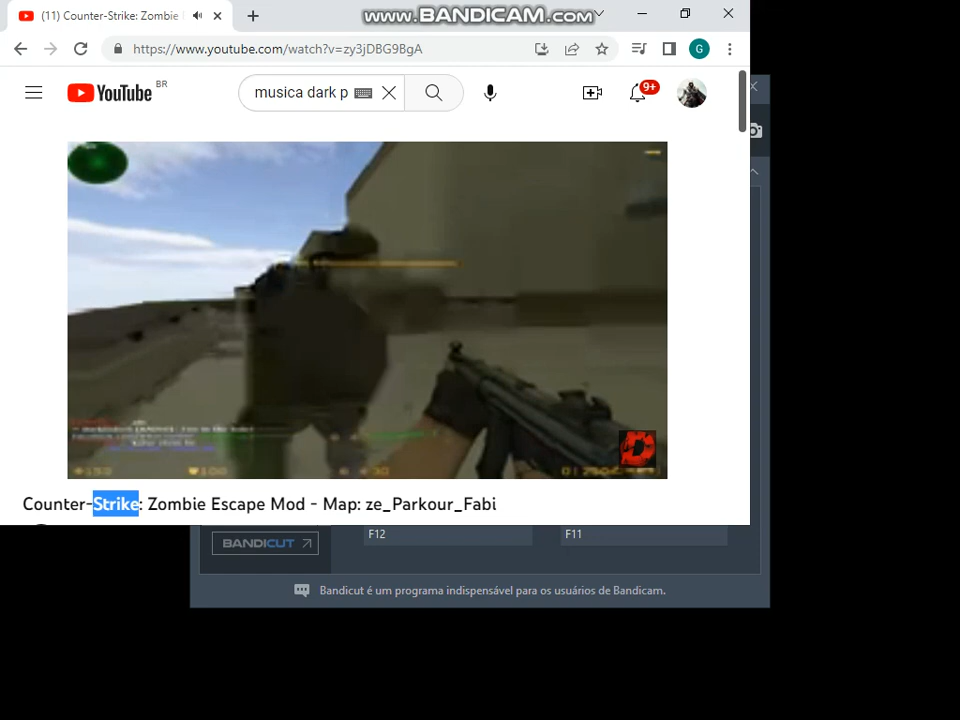 (11) Counter-Strike: Zombie
www.BANDICAM.com
https://www.youtube.com/watch?v=zy3jDBG9BgA
G
YouTube BR
musica dark p
9+
D
Counter-Strike: Zombie Escape Mod - Map: ze_Parkour_Fabi
F12
F11
BANDICUT
Bandicut é um programa indispensável para os usuários de Bandicam.